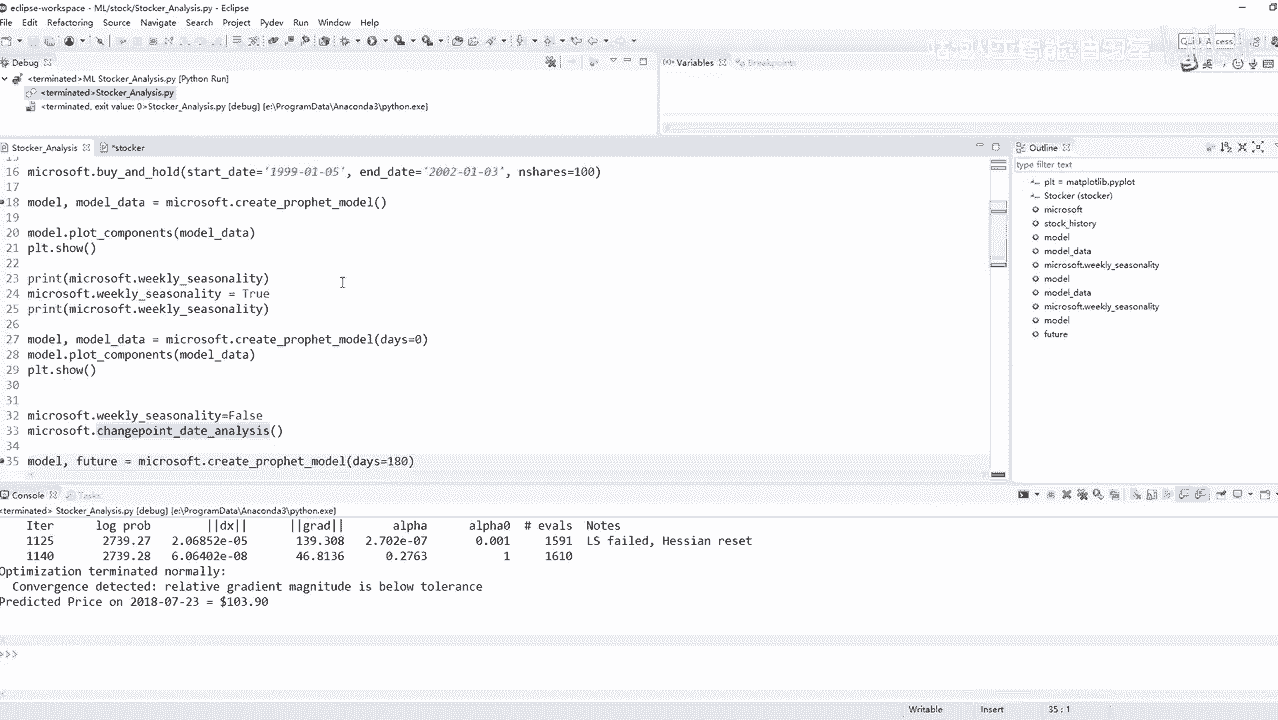 eclipse-workspace - ML/stock/Stocker_Analysis.py - Eclipse
File Edit Refactoring Source Navigate Search Project Pydev Run Window Help
Debug
Variables Breakpoints
<terminated>ML Stocker_Analysis.py [Python Run]
<terminated>Stocker_Analysis.py
<terminated, exit value: 0>Stocker_Analysis.py [debug] {e:\ProgramData\Anaconda3\python.exe}
Stocker_Analysis *stocker
Outline
type filter text
plt = matplotlib.pyplot
Stocker (stocker)
microsoft
stock_history
model
model_data
microsoft.weekly_seasonality
model
model_data
microsoft.weekly_seasonality
model
future
16 microsoft.buy_and_hold(start_date='1999-01-05', end_date='2002-01-03', nshares=100)
17
18 model, model_data = microsoft.create_prophet_model()
19
20 model.plot_components(model_data)
21 plt.show()
22
23 print(microsoft.weekly_seasonality)
24 microsoft.weekly_seasonality = True
25 print(microsoft.weekly_seasonality)
26
27 model, model_data = microsoft.create_prophet_model(days=0)
28 model.plot_components(model_data)
29 plt.show()
30
31
32 microsoft.weekly_seasonality=False
33 microsoft.changepoint_date_analysis()
34
35 model, future = microsoft.create_prophet_model(days=180)
Console Tasks
<terminated> Stocker_Analysis.py [debug] {e:\ProgramData\Anaconda3\python.exe}
Iter log prob ||dx|| ||grad|| alpha alpha0 # evals Notes
1125 2739.27 2.06852e-05 139.308 2.702e-07 0.001 1591 LS failed, Hessian reset
1140 2739.28 6.06402e-08 46.8136 0.2763 1 1610
Optimization terminated normally:
Convergence detected: relative gradient magnitude is below tolerance
Predicted Price on 2018-07-23 = $103.90
>>>
Writable Insert 35 : 1